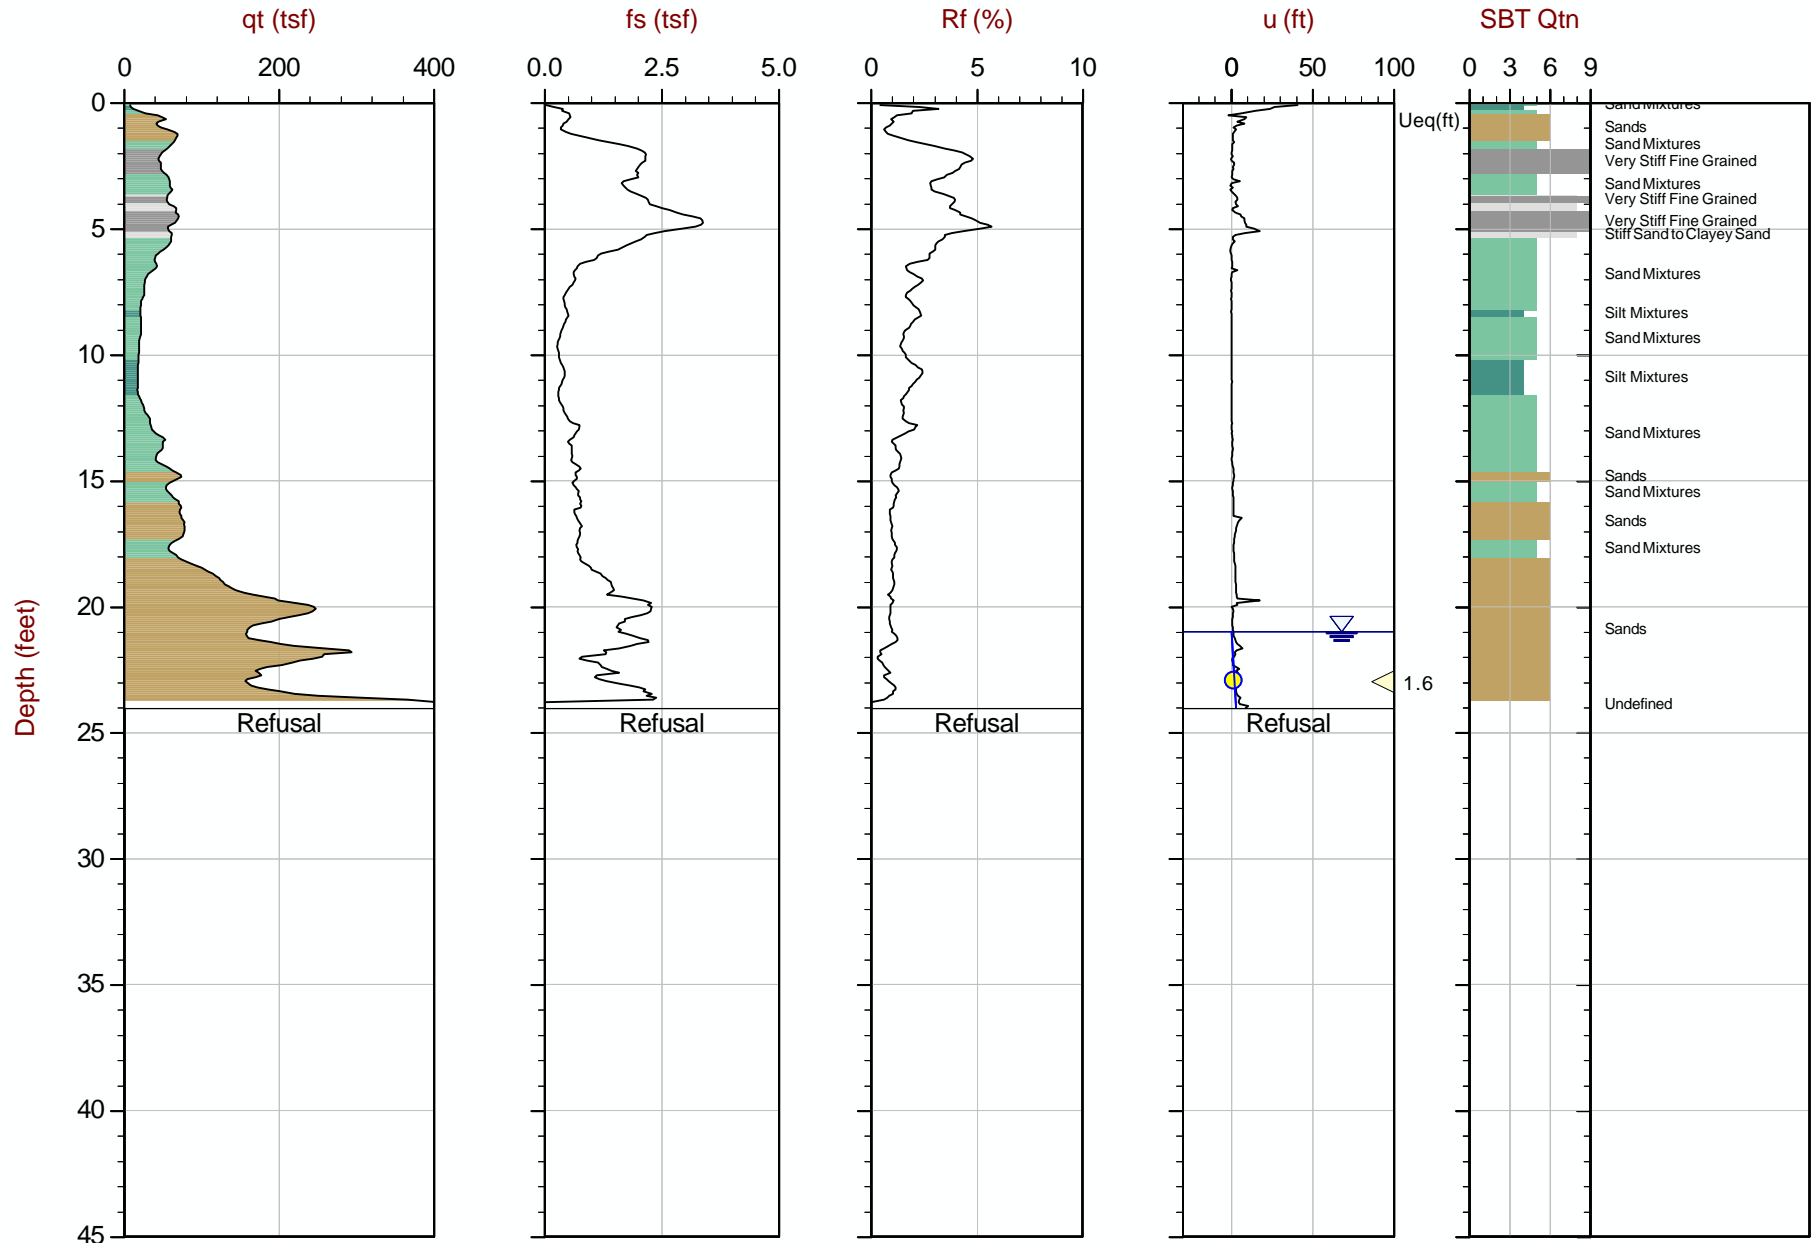 qt (tsf)
fs (tsf)
Rf (%)
u (ft)
SBT Qtn
0 200 400
0.0 2.5 5.0
0 5 10
0 50 100
0 3 6 9
Depth (feet)
0
5
10
15
20
25
30
35
40
45
Ueq(ft)
1.6
Refusal
Refusal
Refusal
Refusal
Sand Mixtures
Sands
Sand Mixtures
Very Stiff Fine Grained
Sand Mixtures
Very Stiff Fine Grained
Very Stiff Fine Grained
Stiff Sand to Clayey Sand
Sand Mixtures
Silt Mixtures
Sand Mixtures
Silt Mixtures
Sand Mixtures
Sands
Sand Mixtures
Sands
Sand Mixtures
Sands
Undefined